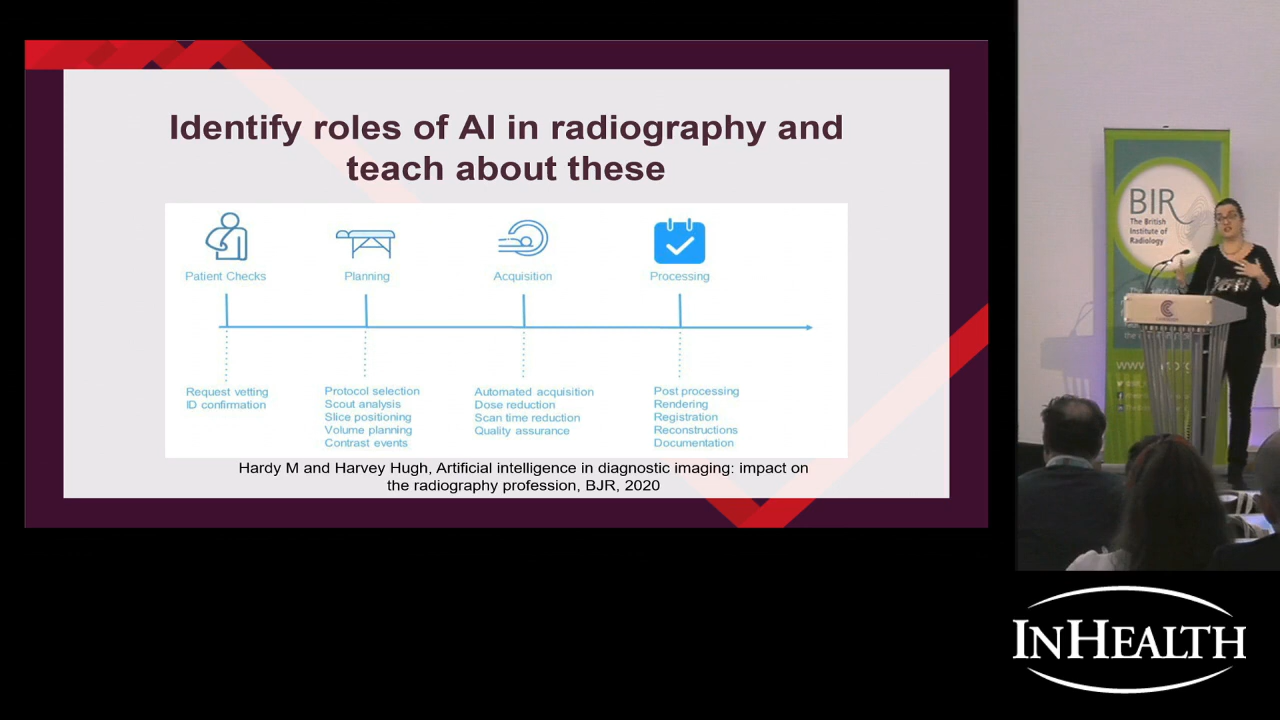 Identify roles of AI in radiography and
teach about these
Patient Checks
Planning
Acquisition
Processing
Request vetting
ID confirmation
Protocol selection
Scout analysis
Slice positioning
Volume planning
Contrast events
Automated acquisition
Dose reduction
Scan time reduction
Quality assurance
Post processing
Rendering
Registration
Reconstructions
Documentation
Hardy M and Harvey Hugh, Artificial intelligence in diagnostic imaging: impact on
the radiography profession, BJR, 2020
BIR
The British
Institute of
Radiology
INHEALTH